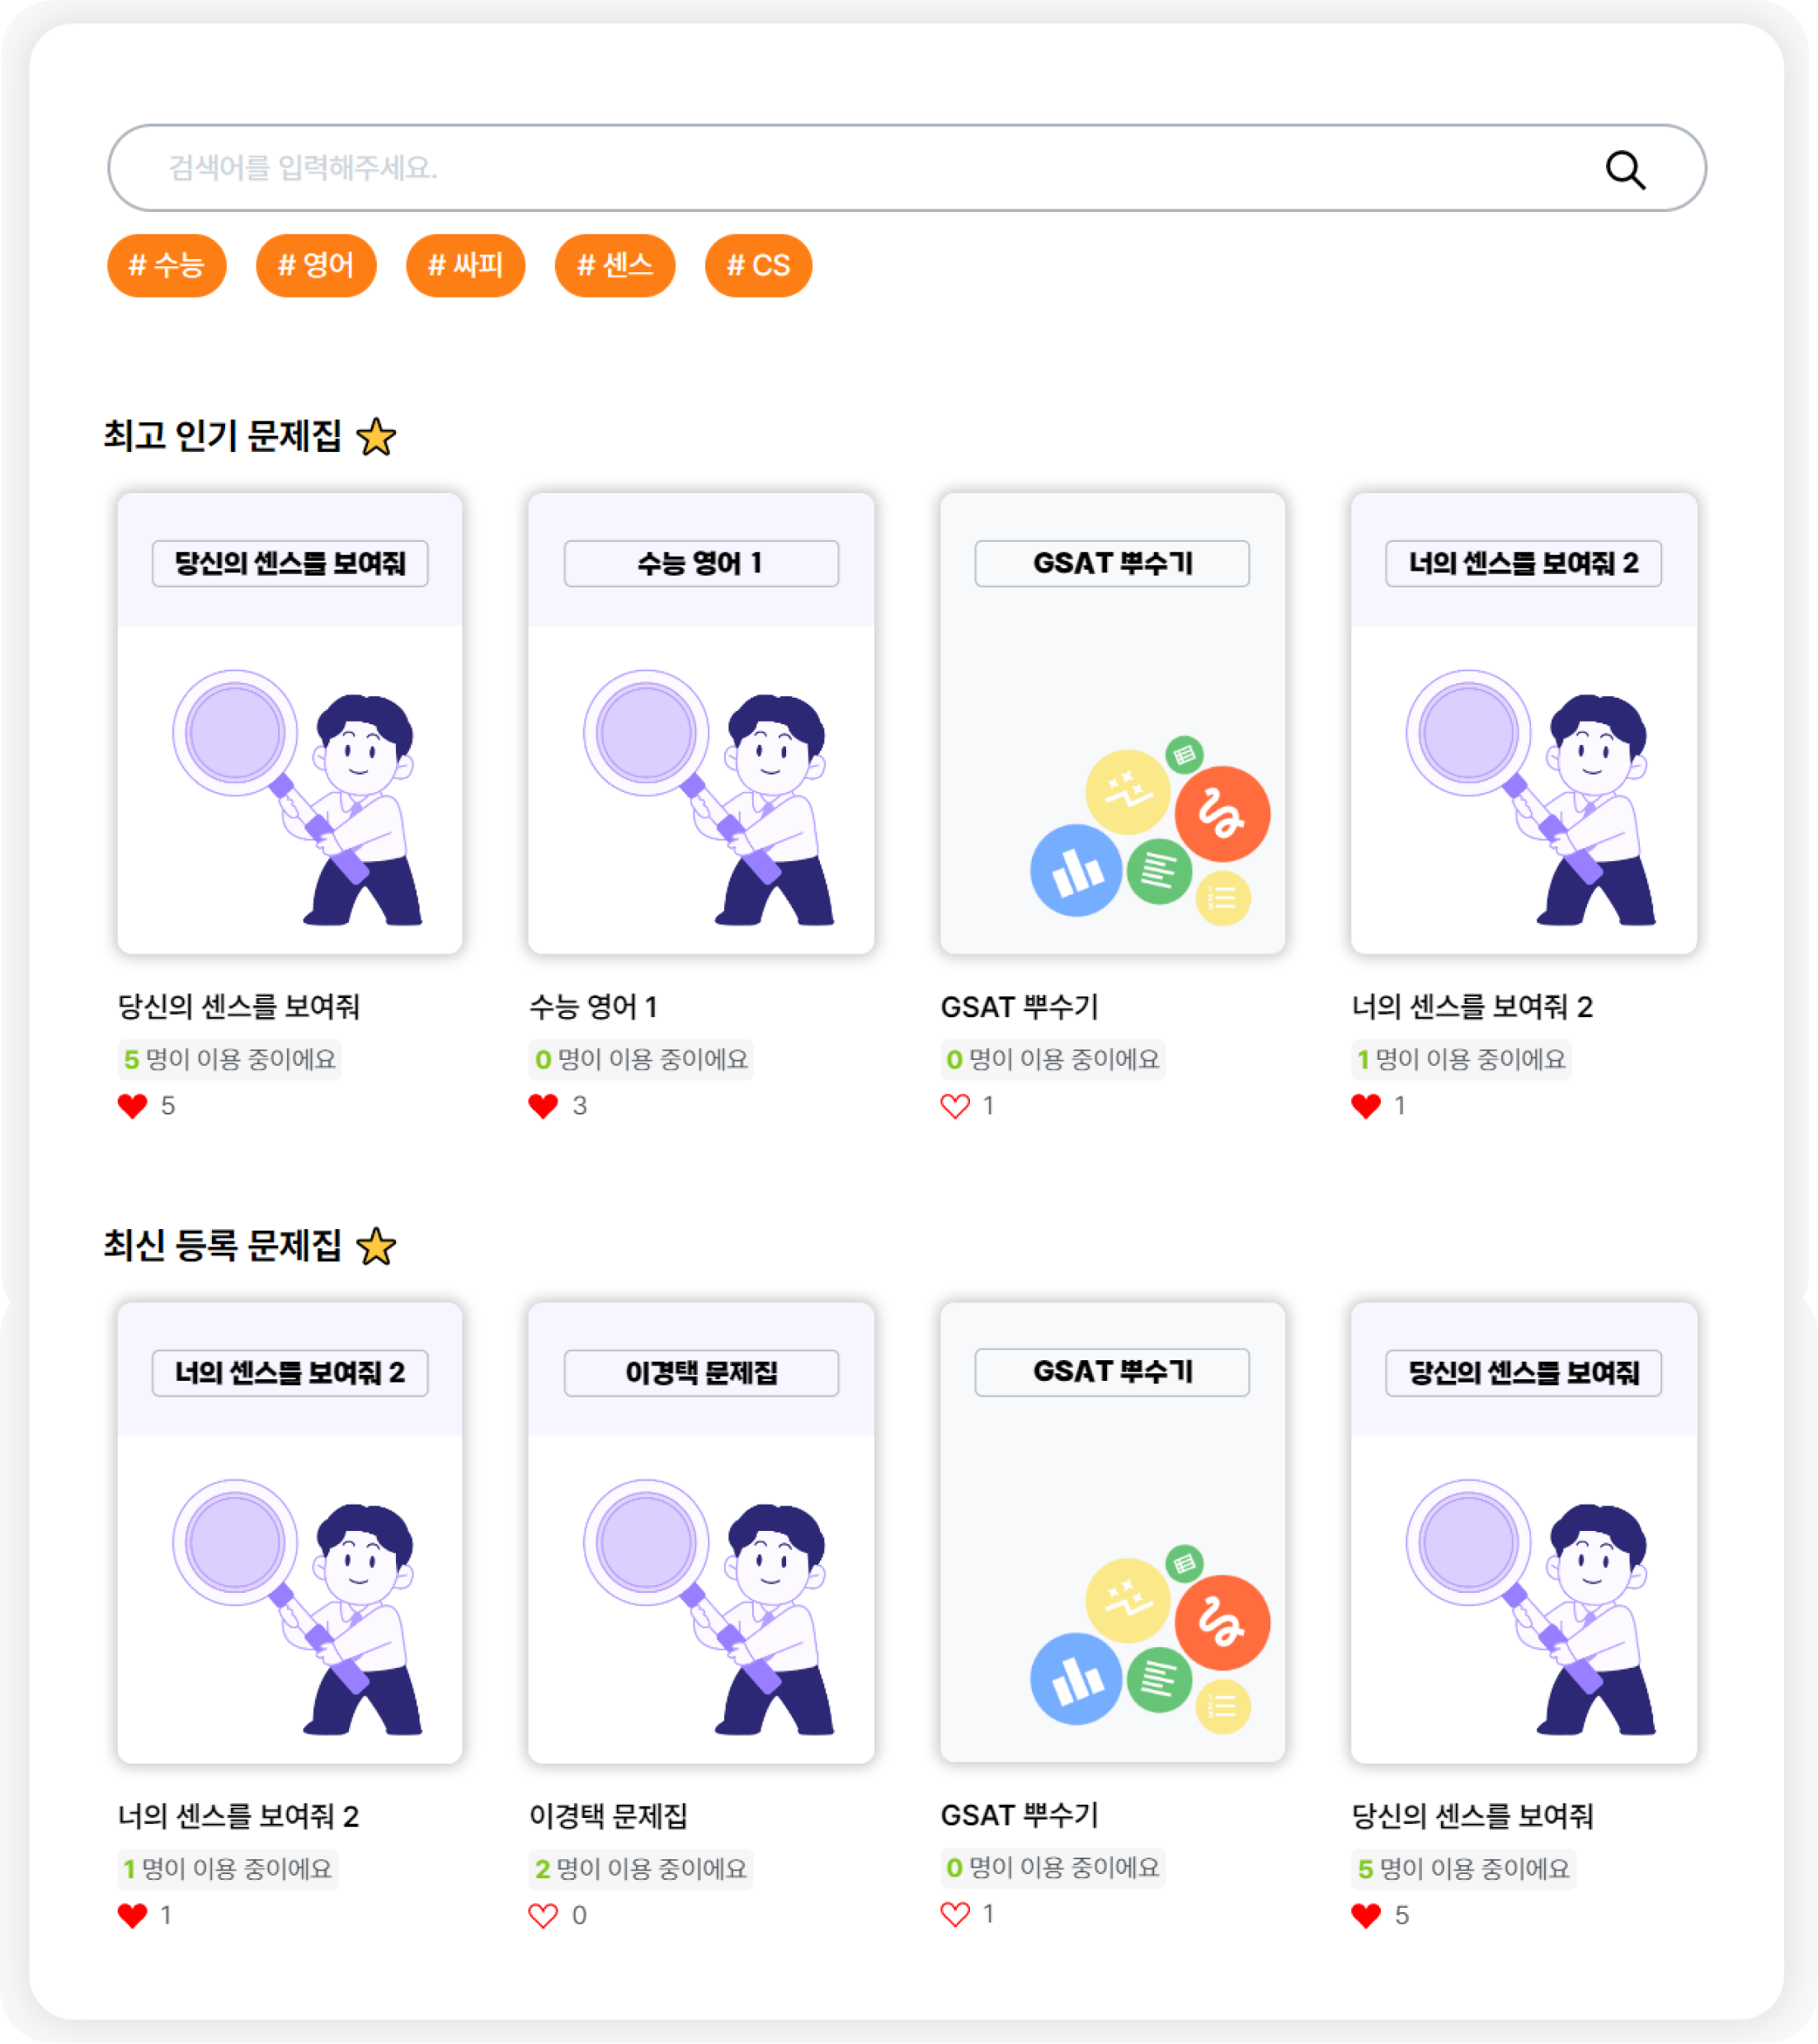 검색어를 입력해주세요.
# 수능 # 영어 # 싸피 # 센스 # CS
최고 인기 문제집
당신의 센스를 보여줘
수능 영어 1
GSAT 뿌수기
너의 센스를 보여줘 2
당신의 센스를 보여줘
5 명이 이용 중이에요
5
수능 영어 1
0 명이 이용 중이에요
3
GSAT 뿌수기
0 명이 이용 중이에요
1
너의 센스를 보여줘 2
1 명이 이용 중이에요
1
최신 등록 문제집
너의 센스를 보여줘 2
이경택 문제집
GSAT 뿌수기
당신의 센스를 보여줘
너의 센스를 보여줘 2
1 명이 이용 중이에요
1
이경택 문제집
2 명이 이용 중이에요
0
GSAT 뿌수기
0 명이 이용 중이에요
1
당신의 센스를 보여줘
5 명이 이용 중이에요
5